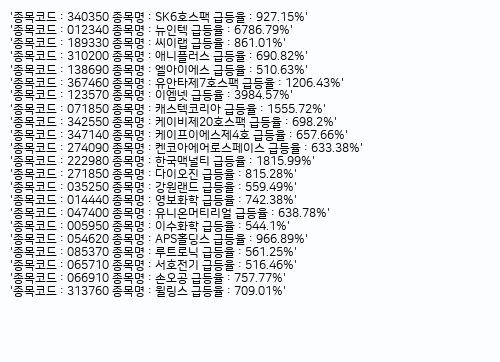 '종목코드 : 340350 종목명 : SK6호스팩 급등율 : 927.15%'
'종목코드 : 012340 종목명 : 뉴인텍 급등율 : 6786.79%'
'종목코드 : 189330 종목명 : 씨이랩 급등율 : 861.01%'
'종목코드 : 310200 종목명 : 애니플러스 급등율 : 690.82%'
'종목코드 : 138690 종목명 : 엘아이에스 급등율 : 510.63%'
'종목코드 : 367460 종목명 : 유안타제7호스팩 급등율 : 1206.43%'
'종목코드 : 123570 종목명 : 이엠넷 급등율 : 3984.57%'
'종목코드 : 071850 종목명 : 캐스텍코리아 급등율 : 1555.72%'
'종목코드 : 342550 종목명 : 케이비제20호스팩 급등율 : 698.2%'
'종목코드 : 347140 종목명 : 케이프이에스제4호 급등율 : 657.66%'
'종목코드 : 274090 종목명 : 켄코아에어로스페이스 급등율 : 633.38%'
'종목코드 : 222980 종목명 : 한국맥널티 급등율 : 1815.99%'
'종목코드 : 271850 종목명 : 다이오진 급등율 : 815.28%'
'종목코드 : 035250 종목명 : 강원랜드 급등율 : 559.49%'
'종목코드 : 014440 종목명 : 영보화학 급등율 : 742.38%'
'종목코드 : 047400 종목명 : 유니온머티리얼 급등율 : 638.78%'
'종목코드 : 005950 종목명 : 이수화학 급등율 : 544.1%'
'종목코드 : 054620 종목명 : APS홀딩스 급등율 : 966.89%'
'종목코드 : 085370 종목명 : 루트로닉 급등율 : 561.25%'
'종목코드 : 065710 종목명 : 서호전기 급등율 : 516.46%'
'종목코드 : 066910 종목명 : 손오공 급등율 : 757.77%'
'종목코드 : 313760 종목명 : 윌링스 급등율 : 709.01%'